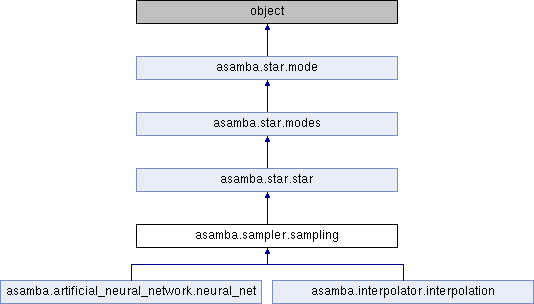 object
asamba.star.mode
asamba.star.modes
asamba.star.star
asamba.sampler.sampling
asamba.artificial_neural_network.neural_net
asamba.interpolator.interpolation